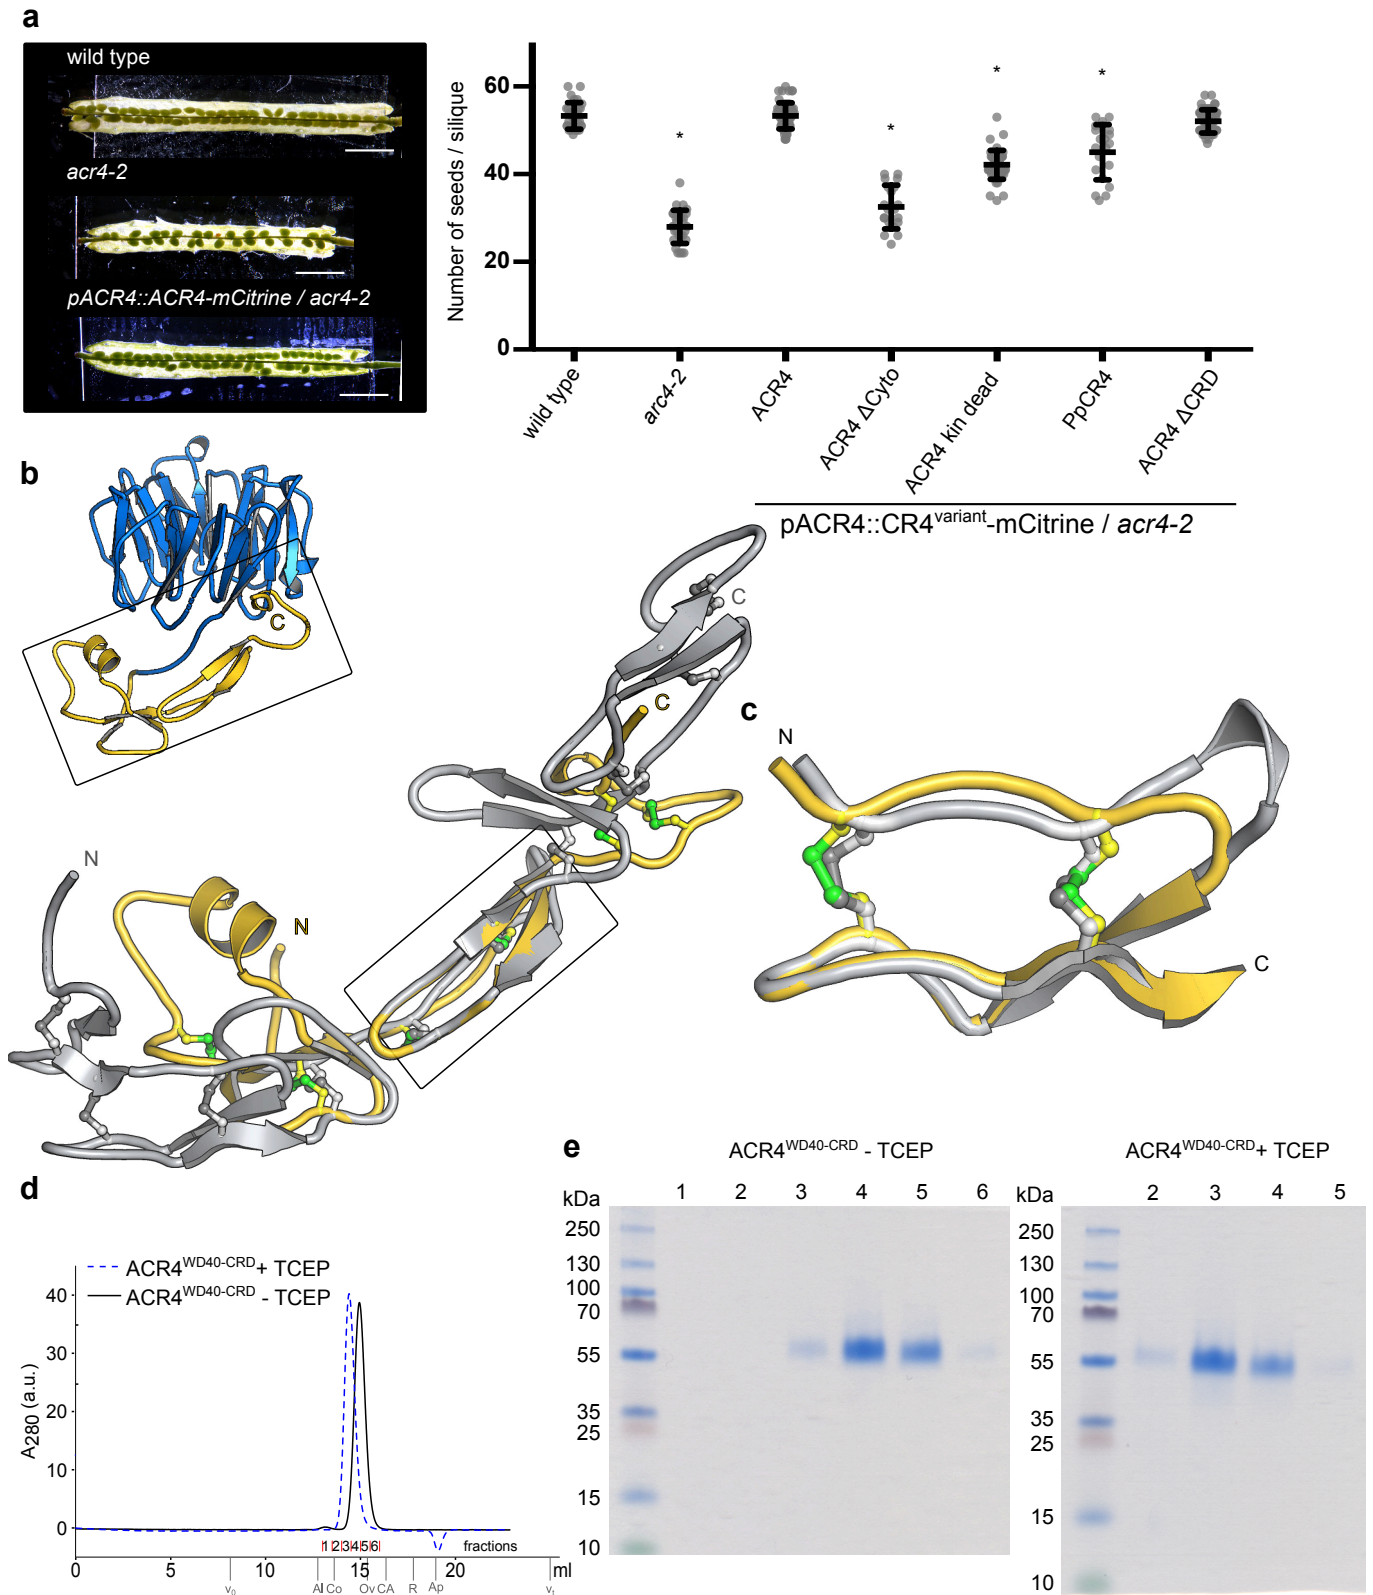 a
wild type
acr4-2
pACR4::ACR4-mCitrine / acr4-2
Number of seeds / silique
60
40
20
0
wild type
arc4-2
ACR4
ACR4 ΔCyto
ACR4 kin dead
PpCR4
ACR4 ΔCRD
* * * *
pACR4::CR4variant-mCitrine / acr4-2
b
C
N
N
C
C
c
N
C
d
ACR4WD40-CRD+ TCEP
ACR4WD40-CRD - TCEP
A280 (a.u.)
40
30
20
10
0
1 2 3 4 5 6 fractions
0 5 10 15 20 ml
v0 Al Co Ov CA R Ap vt
e
ACR4WD40-CRD - TCEP
kDa 1 2 3 4 5 6
250
130
100
70
55
35
25
15
10
ACR4WD40-CRD+ TCEP
kDa 2 3 4 5
250
130
100
70
55
35
25
15
10